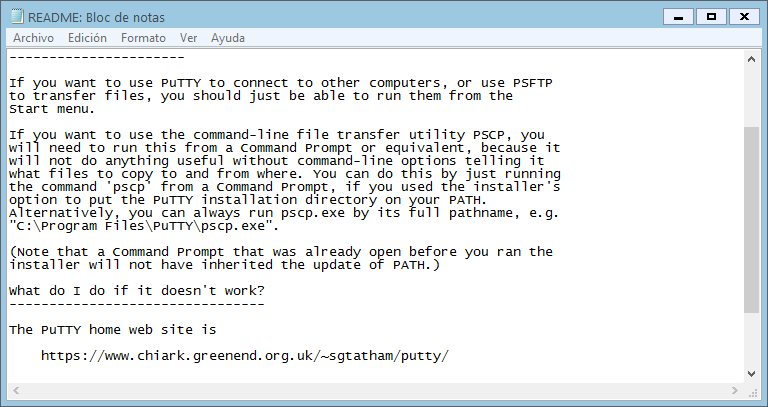 README: Bloc de notas
Archivo Edición Formato Ver Ayuda
----------------------
If you want to use PuTTY to connect to other computers, or use PSFTP
to transfer files, you should just be able to run them from the
Start menu.
If you want to use the command-line file transfer utility PSCP, you
will need to run this from a Command Prompt or equivalent, because it
will not do anything useful without command-line options telling it
what files to copy to and from where. You can do this by just running
the command 'pscp' from a Command Prompt, if you used the installer's
option to put the PuTTY installation directory on your PATH.
Alternatively, you can always run pscp.exe by its full pathname, e.g.
"C:\Program Files\PuTTY\pscp.exe".
(Note that a Command Prompt that was already open before you ran the
installer will not have inherited the update of PATH.)
What do I do if it doesn't work?
--------------------------------
The PuTTY home web site is
https://www.chiark.greenend.org.uk/~sgtatham/putty/